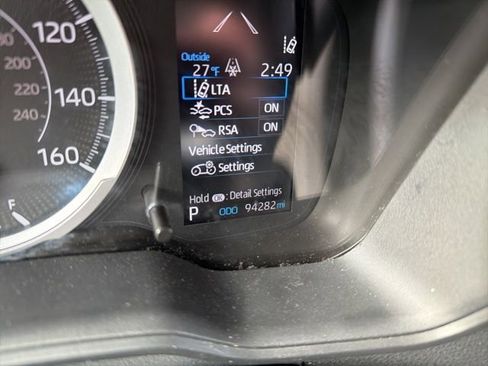 120
140
160
80
200
220
240
F
Outside
27°F 2:49
LTA
PCS ON
RSA ON
Vehicle Settings
Settings
Hold OK : Detail Settings
P ODO 94282 mi